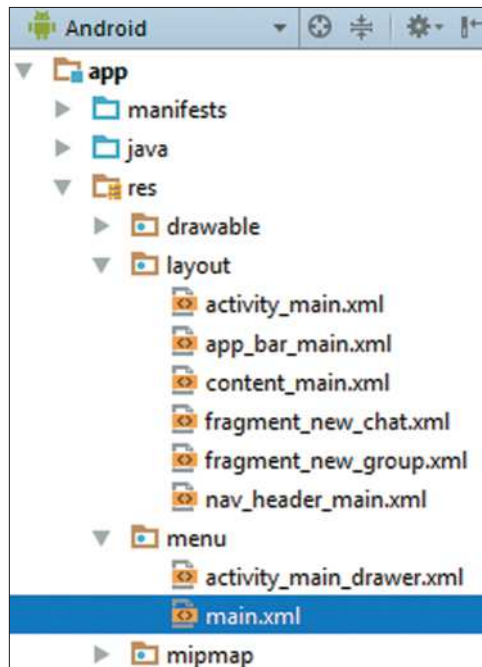 Android
app
manifests
java
res
drawable
layout
activity_main.xml
app_bar_main.xml
content_main.xml
fragment_new_chat.xml
fragment_new_group.xml
nav_header_main.xml
menu
activity_main_drawer.xml
main.xml
mipmap